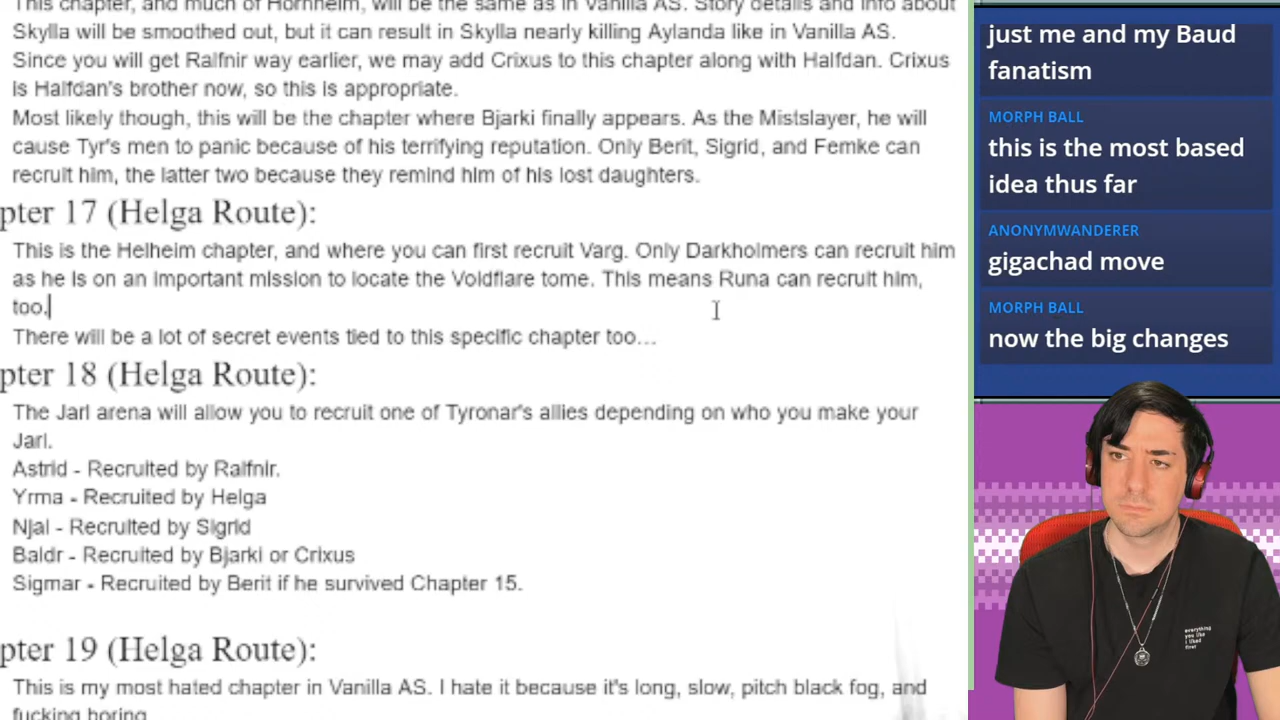 This chapter, and much of Hornheim, will be the same as in Vanilla AS. Story details and info about
Skylla will be smoothed out, but it can result in Skylla nearly killing Aylanda like in Vanilla AS.
Since you will get Ralfnir way earlier, we may add Crixus to this chapter along with Halfdan. Crixus
is Halfdan's brother now, so this is appropriate.
Most likely though, this will be the chapter where Bjarki finally appears. As the Mistslayer, he will
cause Tyr's men to panic because of his terrifying reputation. Only Berit, Sigrid, and Femke can
recruit him, the latter two because they remind him of his lost daughters.
pter 17 (Helga Route):
This is the Helheim chapter, and where you can first recruit Varg. Only Darkholmers can recruit him
as he is on an important mission to locate the Voidflare tome. This means Runa can recruit him,
too.
There will be a lot of secret events tied to this specific chapter too…
pter 18 (Helga Route):
The Jarl arena will allow you to recruit one of Tyronar's allies depending on who you make your
Jarl.
Astrid - Recruited by Ralfnir.
Yrma - Recruited by Helga
Njal - Recruited by Sigrid
Baldr - Recruited by Bjarki or Crixus
Sigmar - Recruited by Berit if he survived Chapter 15.
pter 19 (Helga Route):
This is my most hated chapter in Vanilla AS. I hate it because it's long, slow, pitch black fog, and
fucking boring
just me and my Baud
fanatism
MORPH BALL
this is the most based
idea thus far
ANONYMWANDERER
gigachad move
MORPH BALL
now the big changes
everything
you like
i liked
first